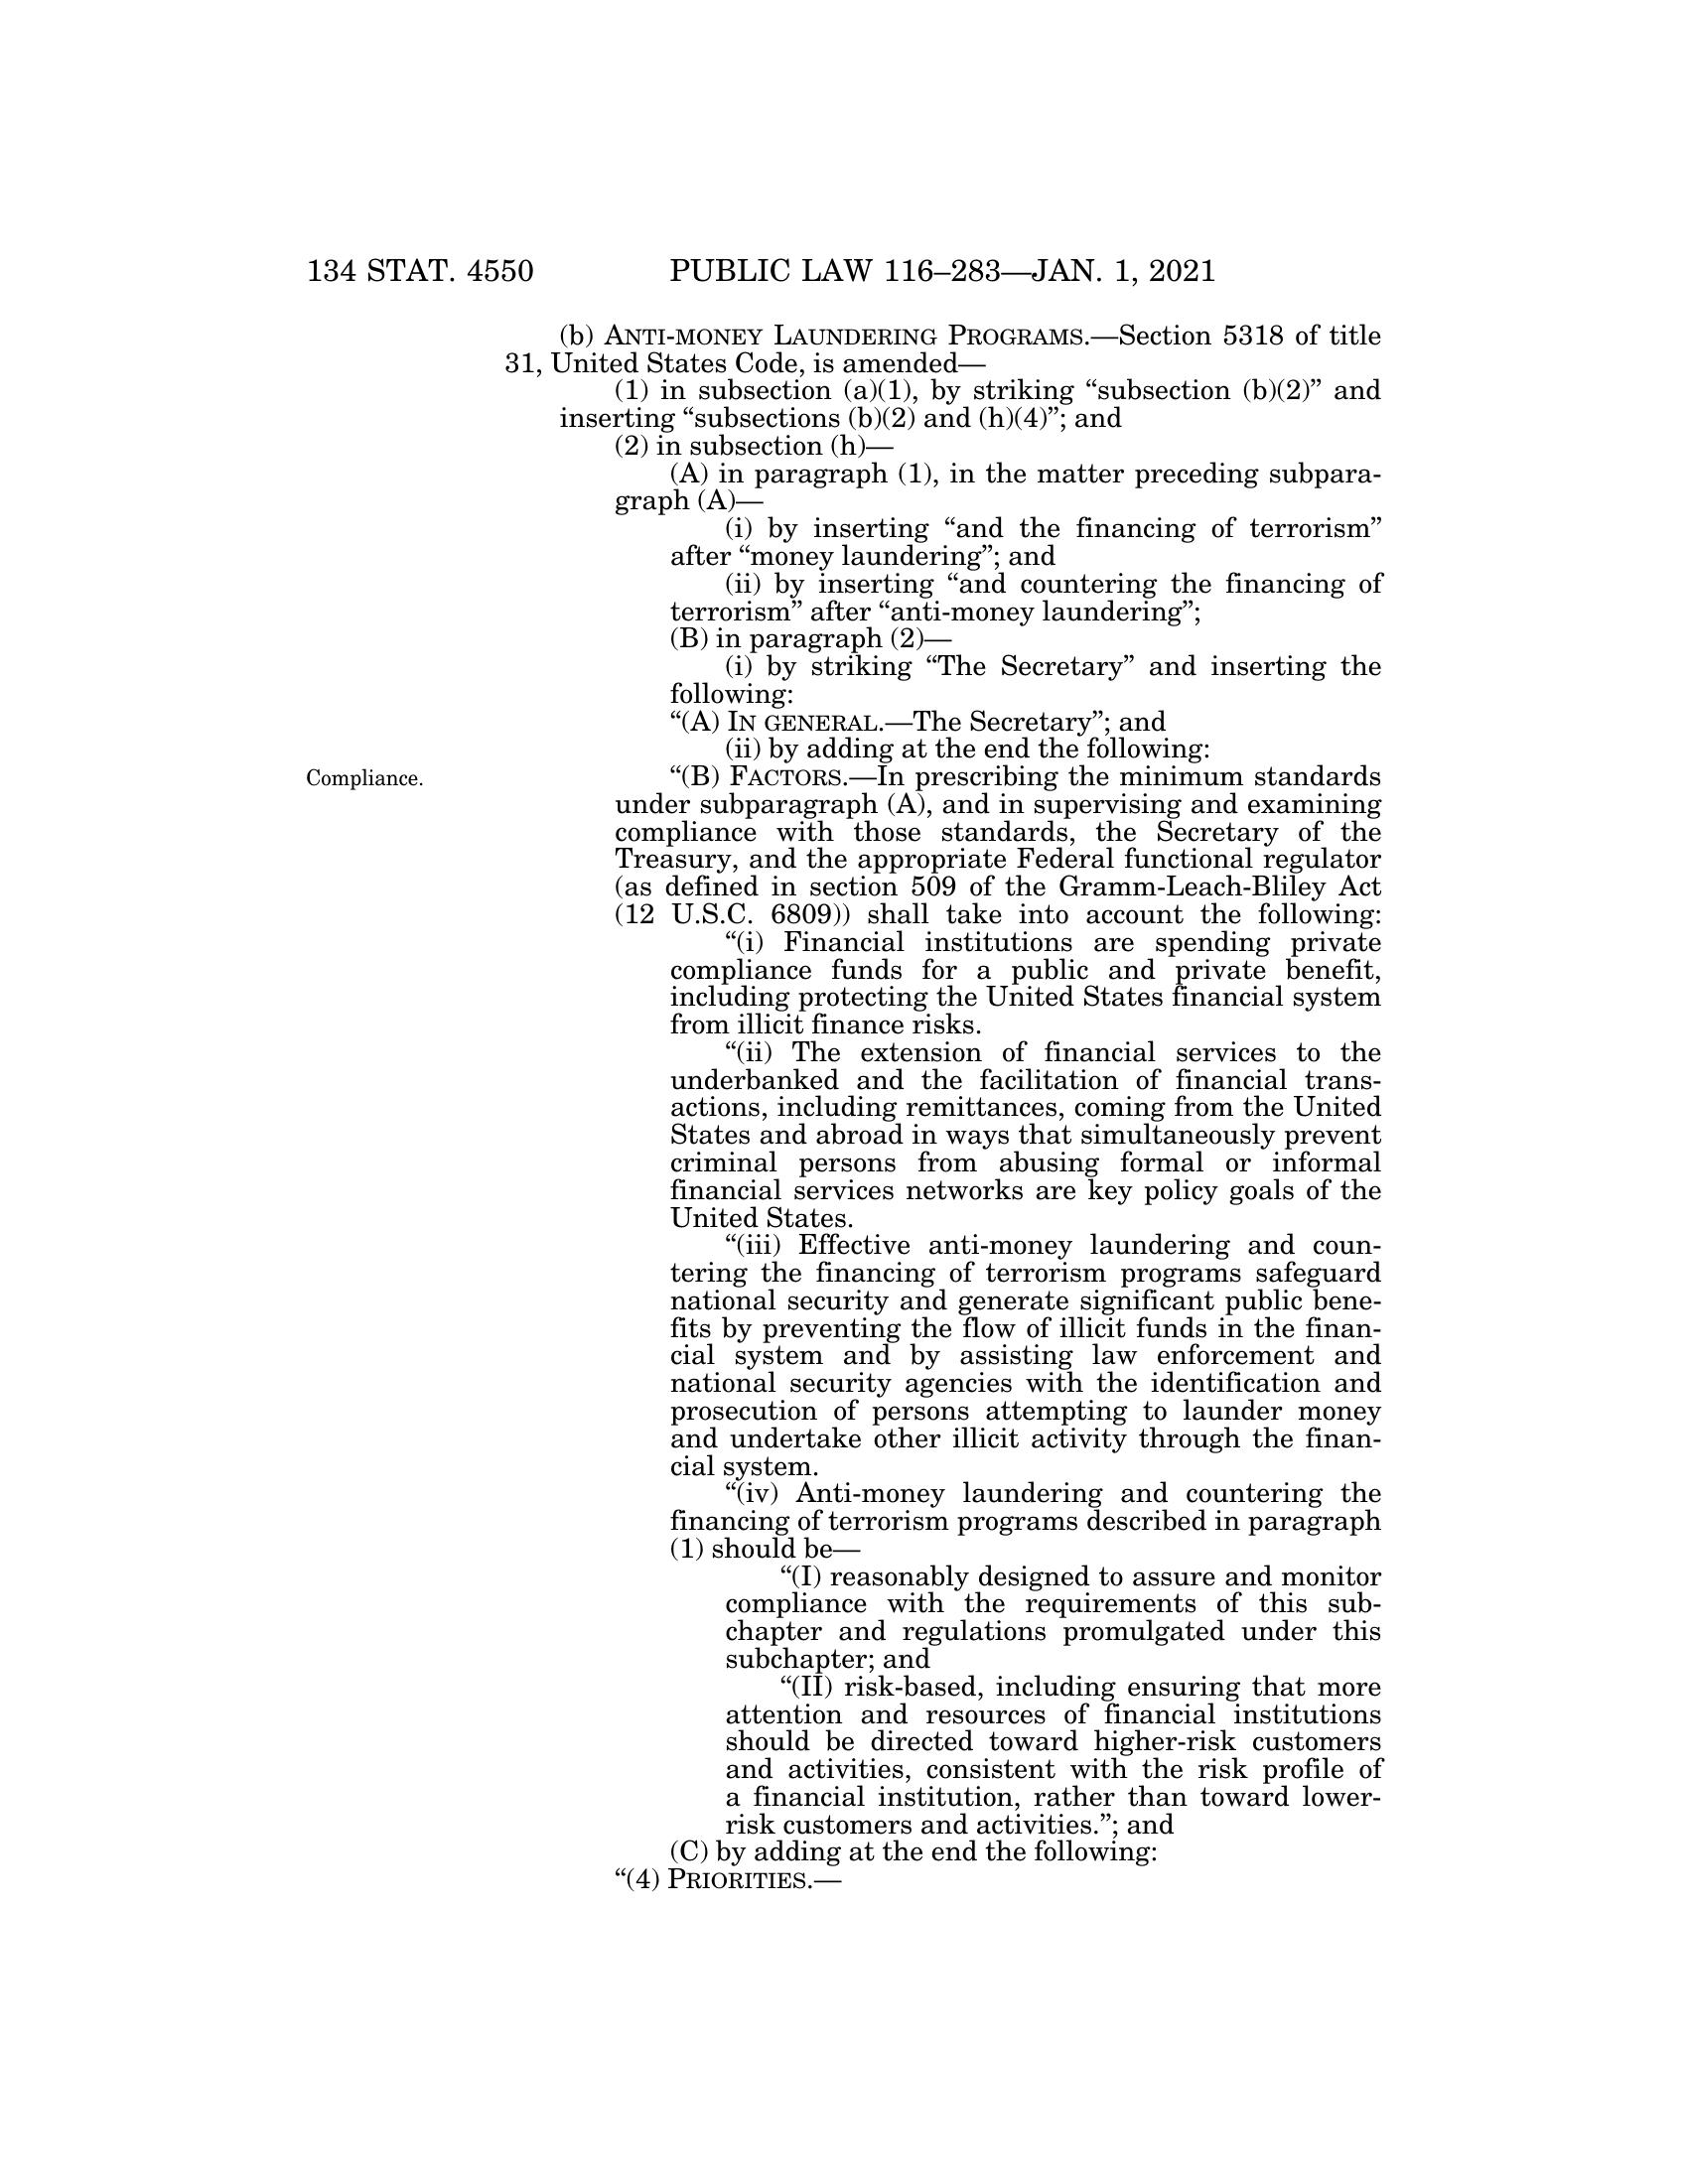 134 STAT. 4550 PUBLIC LAW 116–283—JAN. 1, 2021
(b) ANTI-MONEY LAUNDERING PROGRAMS.—Section 5318 of title
31, United States Code, is amended—
(1) in subsection (a)(1), by striking “subsection (b)(2)” and
inserting “subsections (b)(2) and (h)(4)”; and
(2) in subsection (h)—
(A) in paragraph (1), in the matter preceding subpara-
graph (A)—
(i) by inserting “and the financing of terrorism”
after “money laundering”; and
(ii) by inserting “and countering the financing of
terrorism” after “anti-money laundering”;
(B) in paragraph (2)—
(i) by striking “The Secretary” and inserting the
following:
“(A) IN GENERAL.—The Secretary”; and
(ii) by adding at the end the following:
Compliance.
“(B) FACTORS.—In prescribing the minimum standards
under subparagraph (A), and in supervising and examining
compliance with those standards, the Secretary of the
Treasury, and the appropriate Federal functional regulator
(as defined in section 509 of the Gramm-Leach-Bliley Act
(12 U.S.C. 6809)) shall take into account the following:
“(i) Financial institutions are spending private
compliance funds for a public and private benefit,
including protecting the United States financial system
from illicit finance risks.
“(ii) The extension of financial services to the
underbanked and the facilitation of financial trans-
actions, including remittances, coming from the United
States and abroad in ways that simultaneously prevent
criminal persons from abusing formal or informal
financial services networks are key policy goals of the
United States.
“(iii) Effective anti-money laundering and coun-
tering the financing of terrorism programs safeguard
national security and generate significant public bene-
fits by preventing the flow of illicit funds in the finan-
cial system and by assisting law enforcement and
national security agencies with the identification and
prosecution of persons attempting to launder money
and undertake other illicit activity through the finan-
cial system.
“(iv) Anti-money laundering and countering the
financing of terrorism programs described in paragraph
(1) should be—
“(I) reasonably designed to assure and monitor
compliance with the requirements of this sub-
chapter and regulations promulgated under this
subchapter; and
“(II) risk-based, including ensuring that more
attention and resources of financial institutions
should be directed toward higher-risk customers
and activities, consistent with the risk profile of
a financial institution, rather than toward lower-
risk customers and activities.”; and
(C) by adding at the end the following:
“(4) PRIORITIES.—